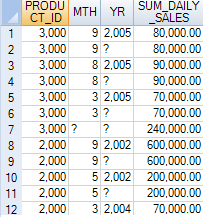 PRODU
CT_ID MTH YR SUM_DAILY
_SALES
1 3,000 9 2,005 80,000.00
2 3,000 9 ? 80,000.00
3 3,000 8 2,005 90,000.00
4 3,000 8 ? 90,000.00
5 3,000 3 2,005 70,000.00
6 3,000 3 ? 70,000.00
7 3,000 ? ? 240,000.00
8 2,000 9 2,002 600,000.00
9 2,000 9 ? 600,000.00
10 2,000 5 2,002 200,000.00
11 2,000 5 ? 200,000.00
12 2,000 3 2,004 70,000.00